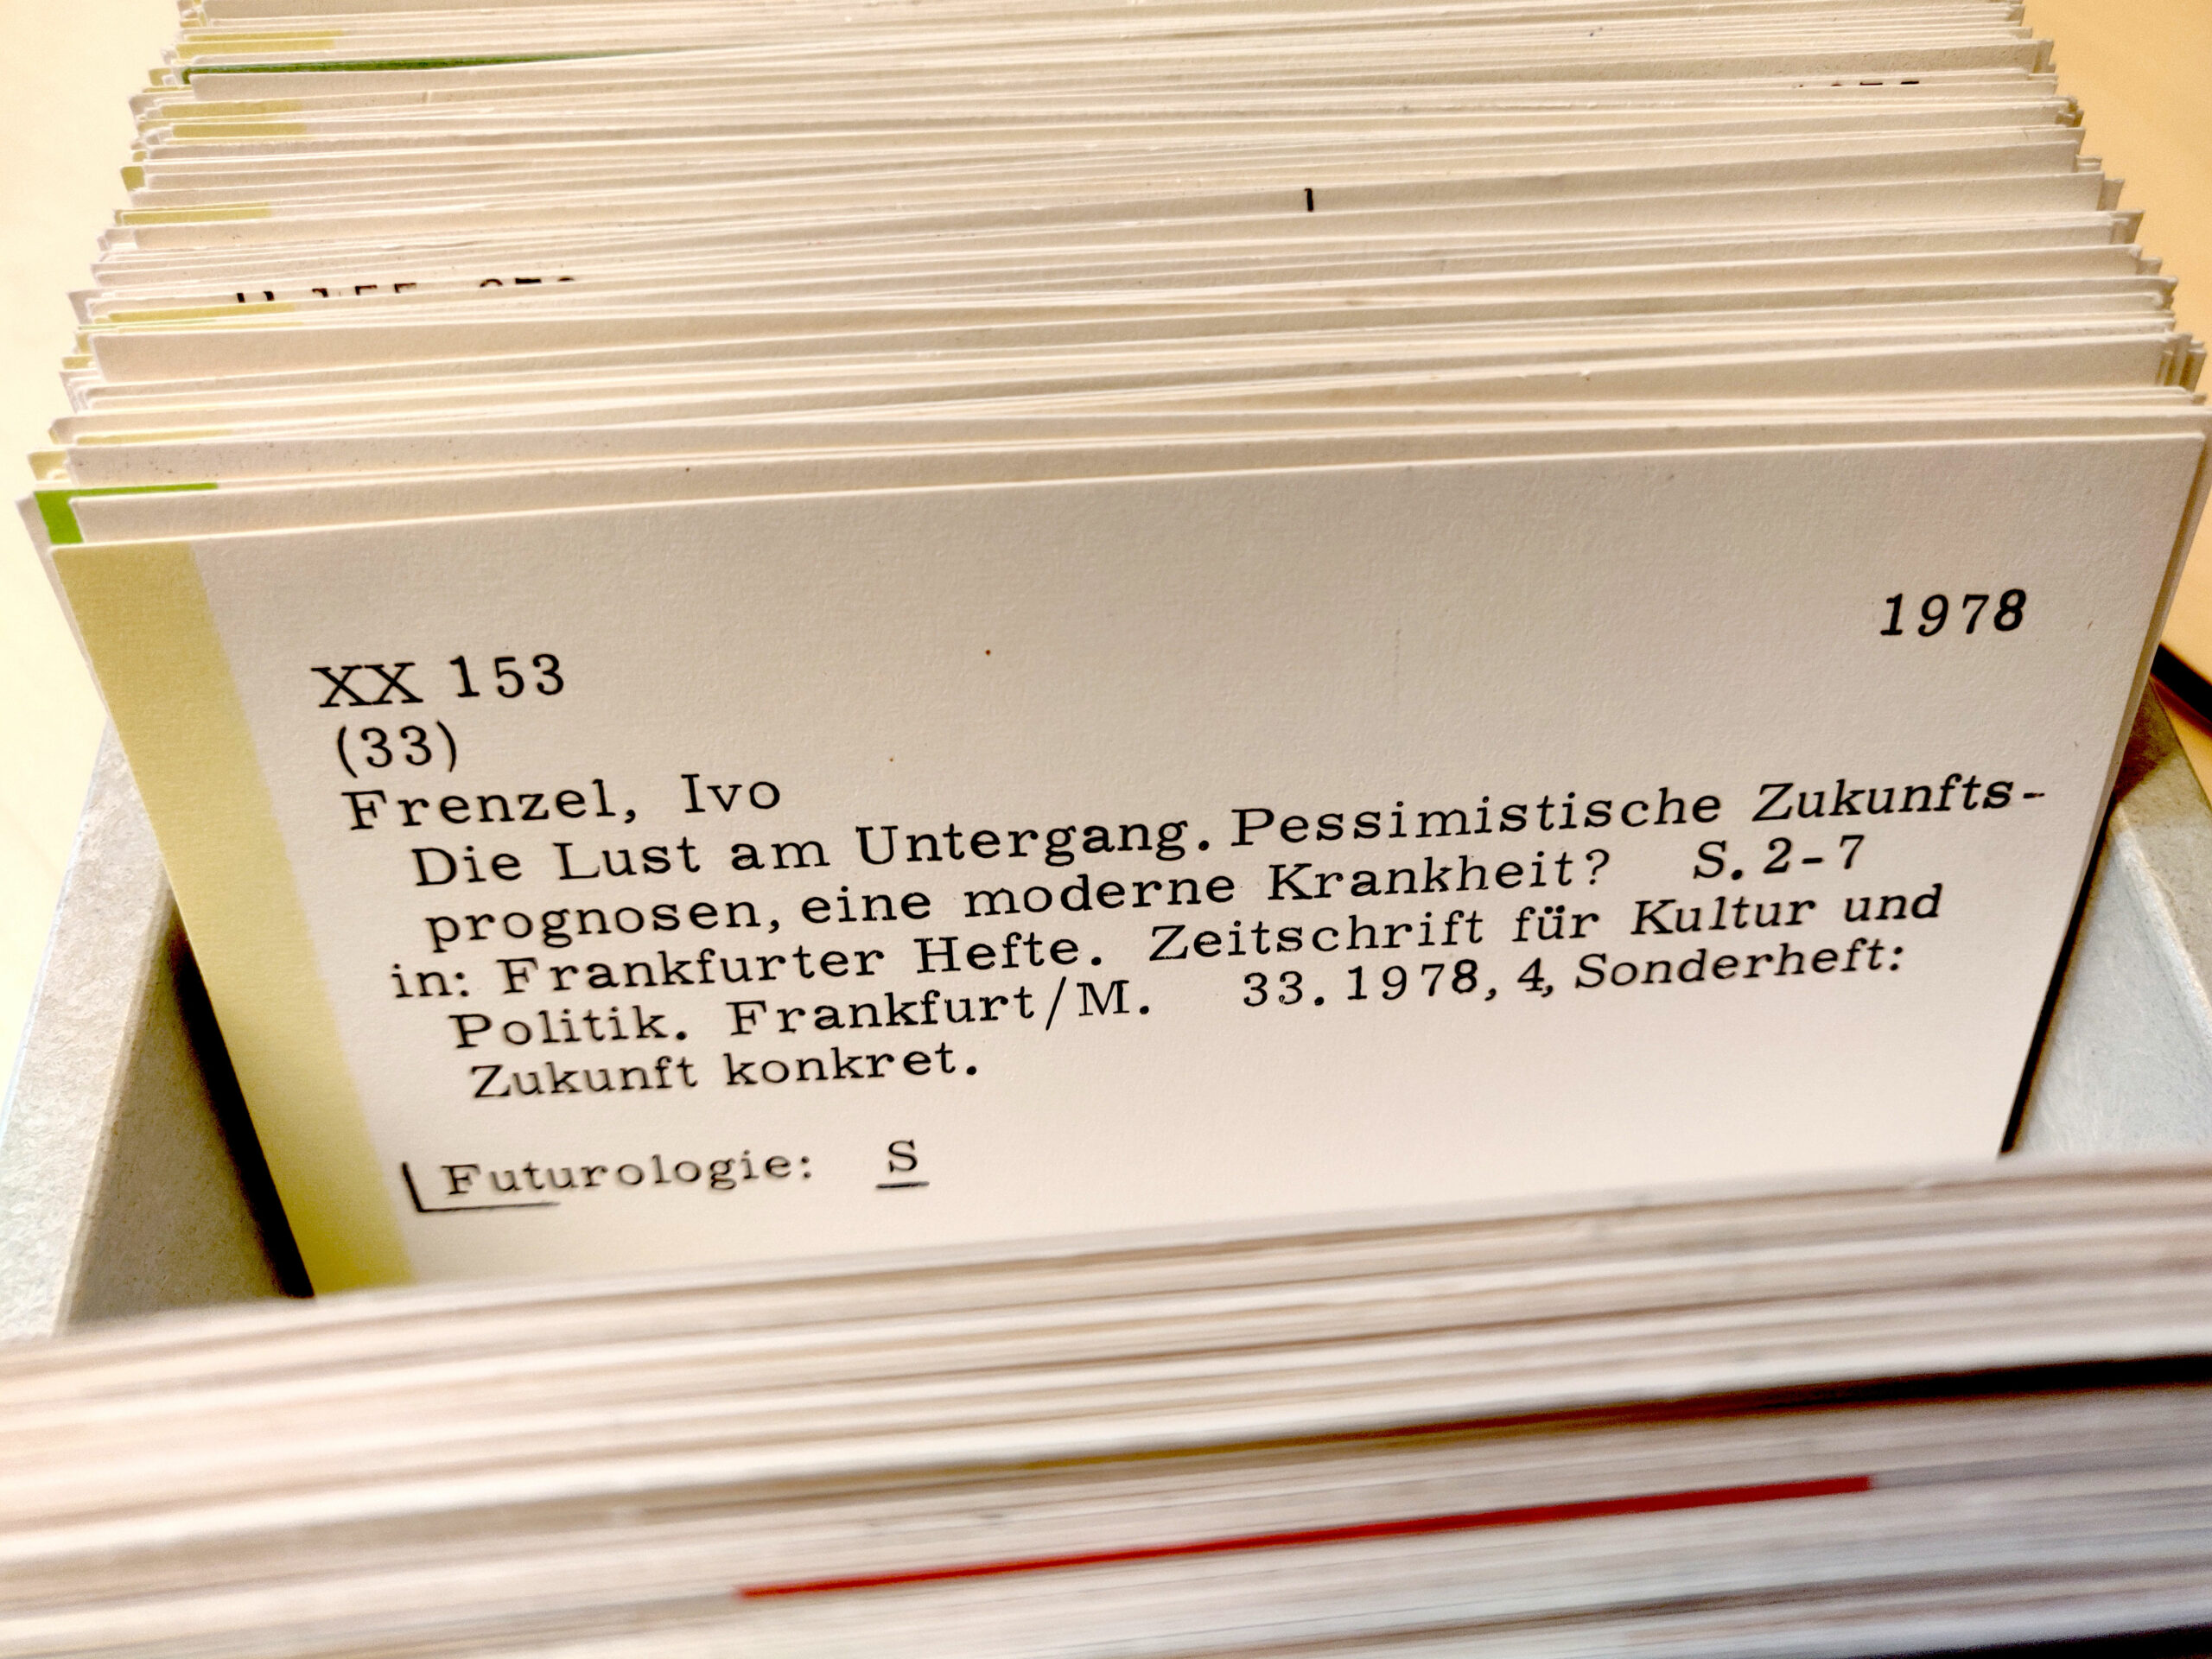 1978
XX 153
(33)
Frenzel, Ivo
Die Lust am Untergang. Pessimistische Zukunfts-
prognosen, eine moderne Krankheit? S. 2-7
in: Frankfurter Hefte. Zeitschrift für Kultur und
Politik. Frankfurt/M. 33. 1978, 4, Sonderheft:
Zukunft konkret.
Futurologie: S